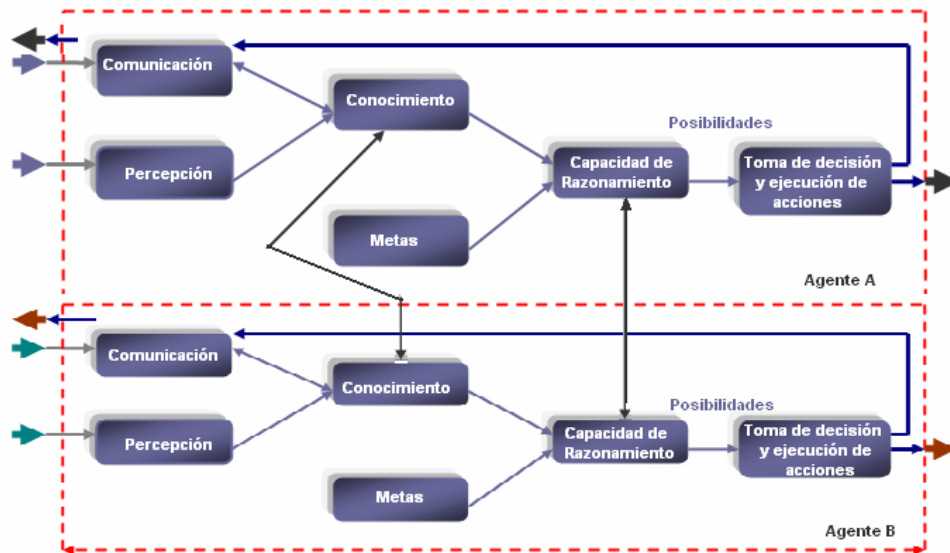 Comunicación
Conocimiento
Percepción
Posibilidades
Capacidad de
Razonamiento
Toma de decisión
y ejecución de
acciones
Metas
Agente A
Comunicación
Conocimiento
Percepción
Posibilidades
Capacidad de
Razonamiento
Toma de decisión
y ejecución de
acciones
Metas
Agente B